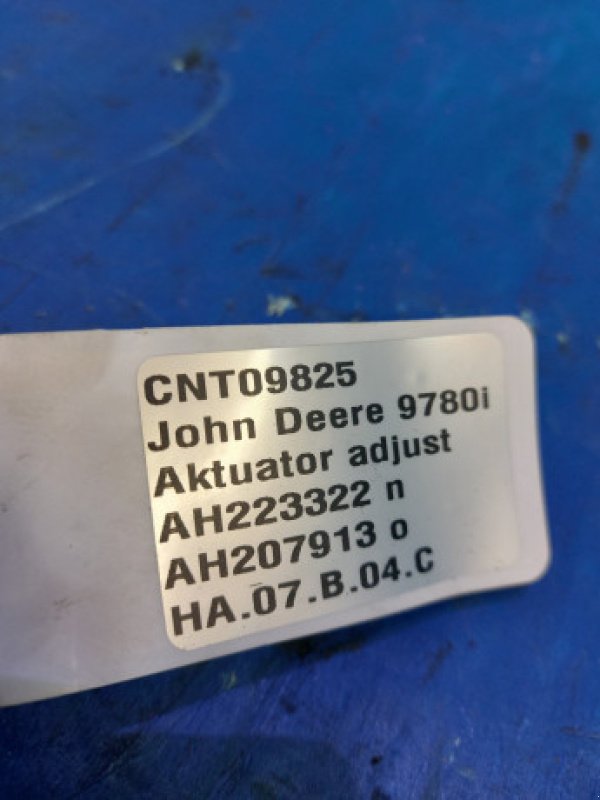 CNT09825
John Deere 9780i
Aktuator adjust
AH223322 n
AH207913 o
HA.07.B.04.C